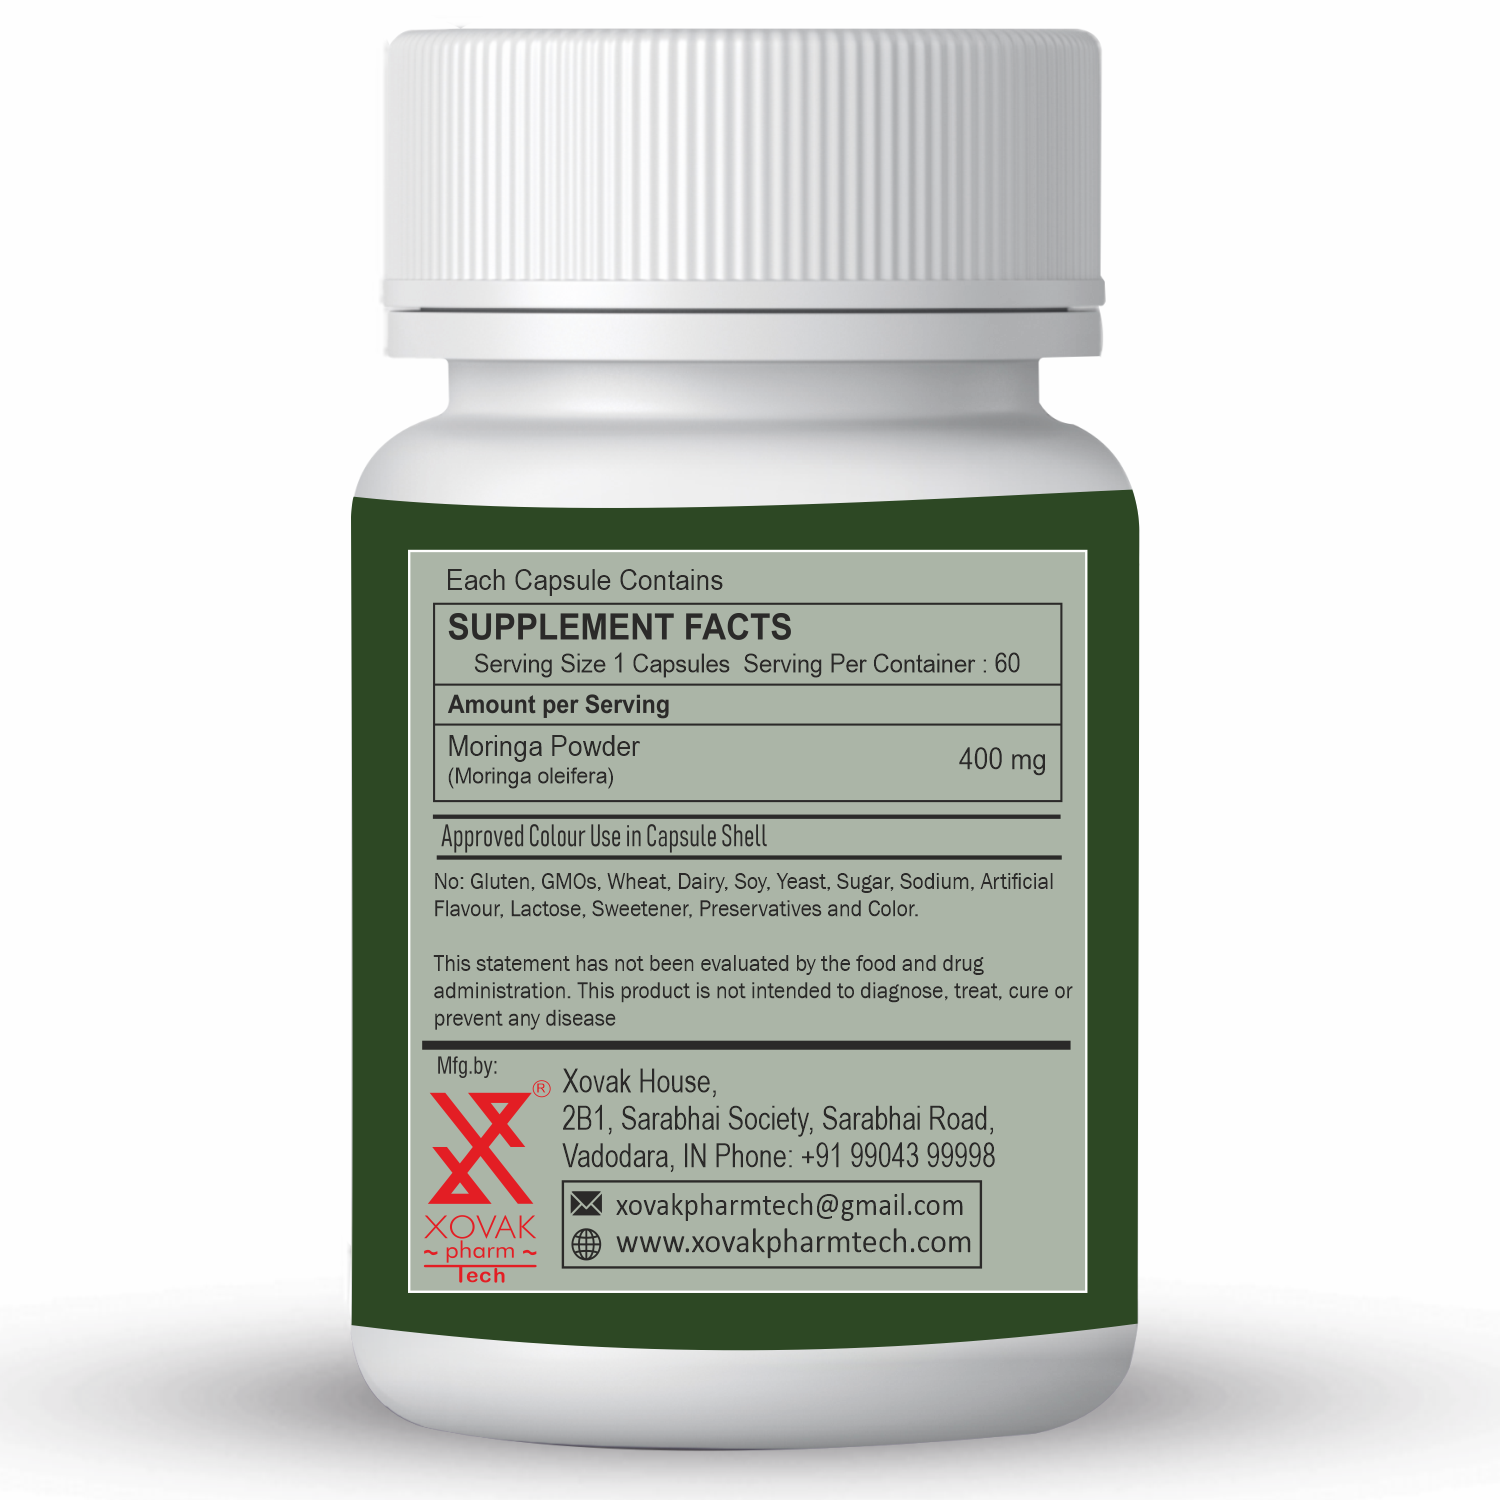 Each Capsule Contains
SUPPLEMENT FACTS
Serving Size 1 Capsules Serving Per Container : 60
Amount per Serving
Moringa Powder
(Moringa oleifera)
400 mg
Approved Colour Use in Capsule Shell
No: Gluten, GMOs, Wheat, Dairy, Soy, Yeast, Sugar, Sodium, Artificial
Flavour, Lactose, Sweetener, Preservatives and Color.
This statement has not been evaluated by the food and drug
administration. This product is not intended to diagnose, treat, cure or
prevent any disease
Mfg.by:
®
XOVAK
~ pharm ~
Tech
Xovak House,
2B1, Sarabhai Society, Sarabhai Road,
Vadodara, IN Phone: +91 99043 99998
xovakpharmtech@gmail.com
www.xovakpharmtech.com